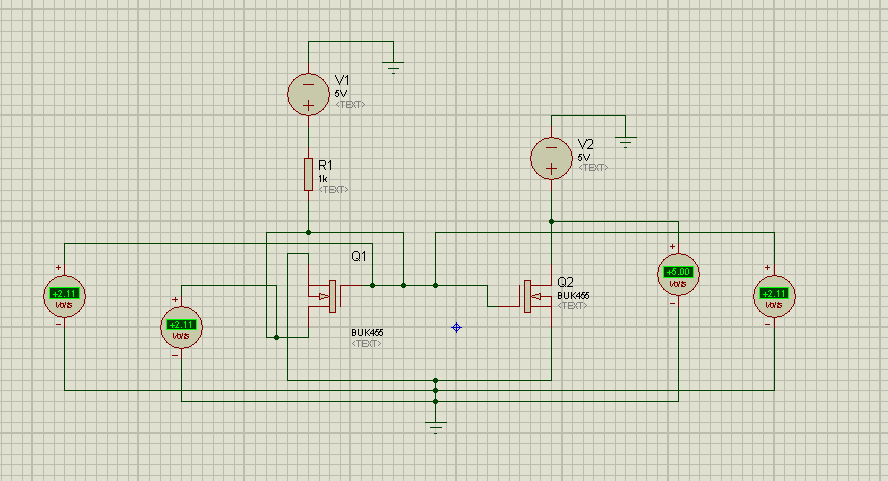 V1
5V
<TEXT>
V2
5V
<TEXT>
R1
1k
<TEXT>
Q1
BUK455
<TEXT>
Q2
BUK455
<TEXT>
+
+2.11
Volts
+
+2.11
Volts
+
+5.00
Volts
+
+2.11
Volts